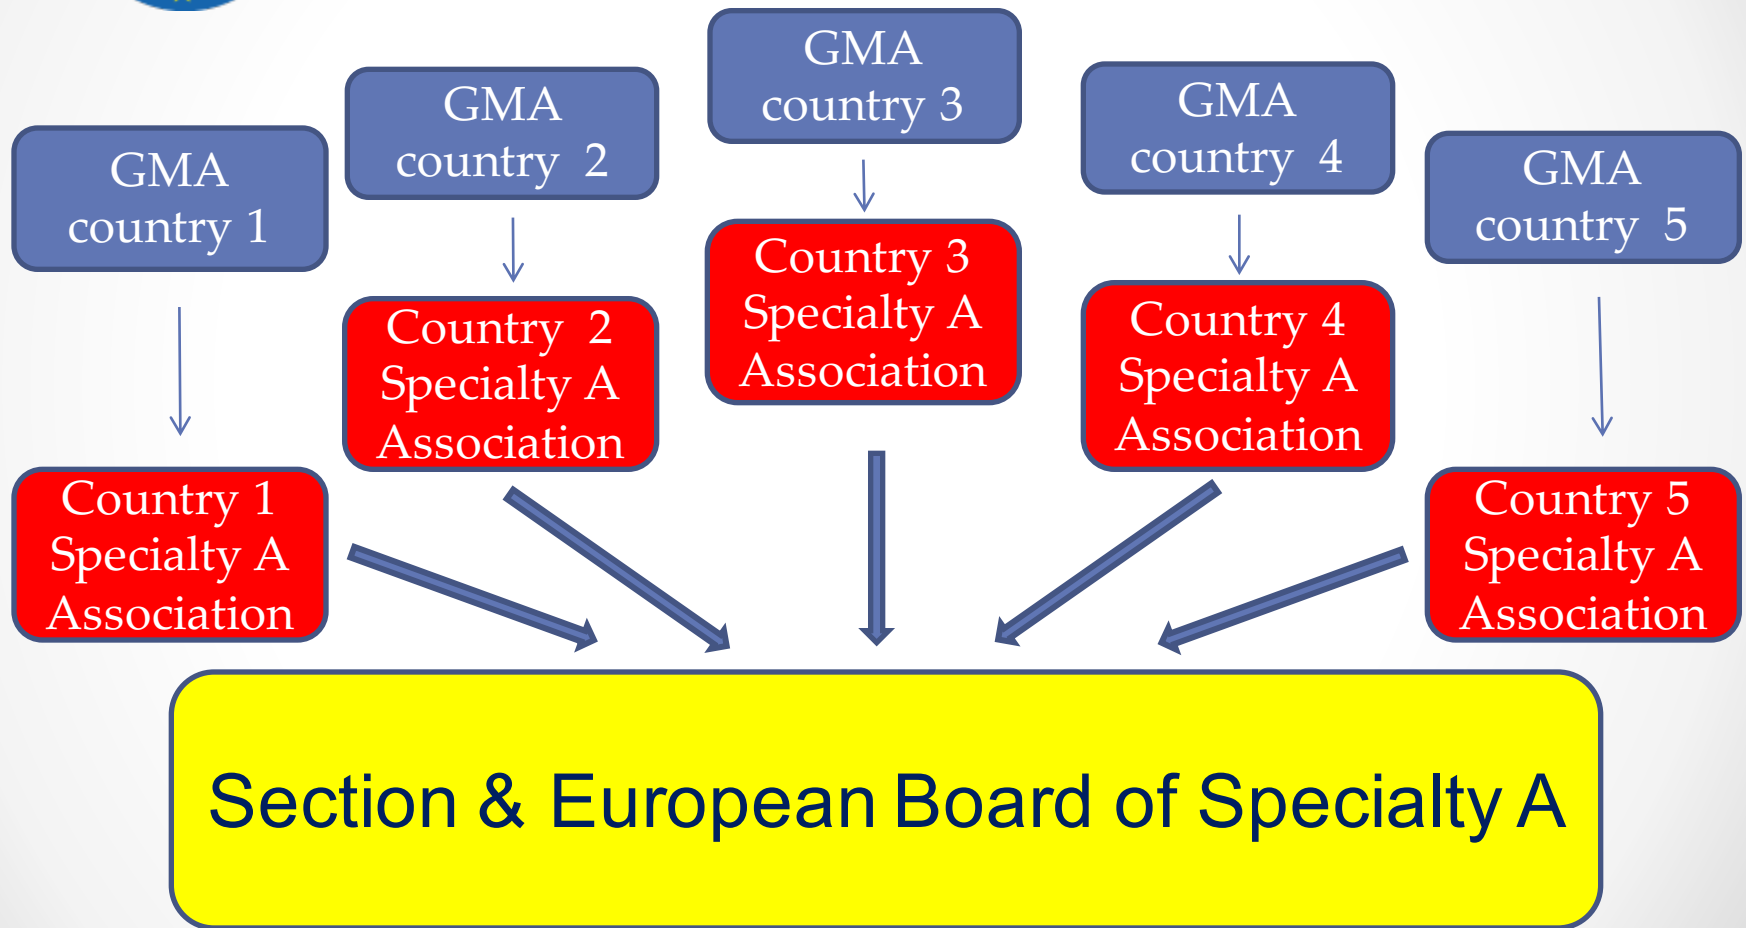 GMA
country 1
GMA
country  2
GMA
country 3
GMA
country  4
GMA
country  5
Country 1
Specialty A
Association
Country  2
Specialty A
Association
Country 3
Specialty A
Association
Country 4
Specialty A
Association
Country 5
Specialty A
Association
Section & European Board of Specialty A